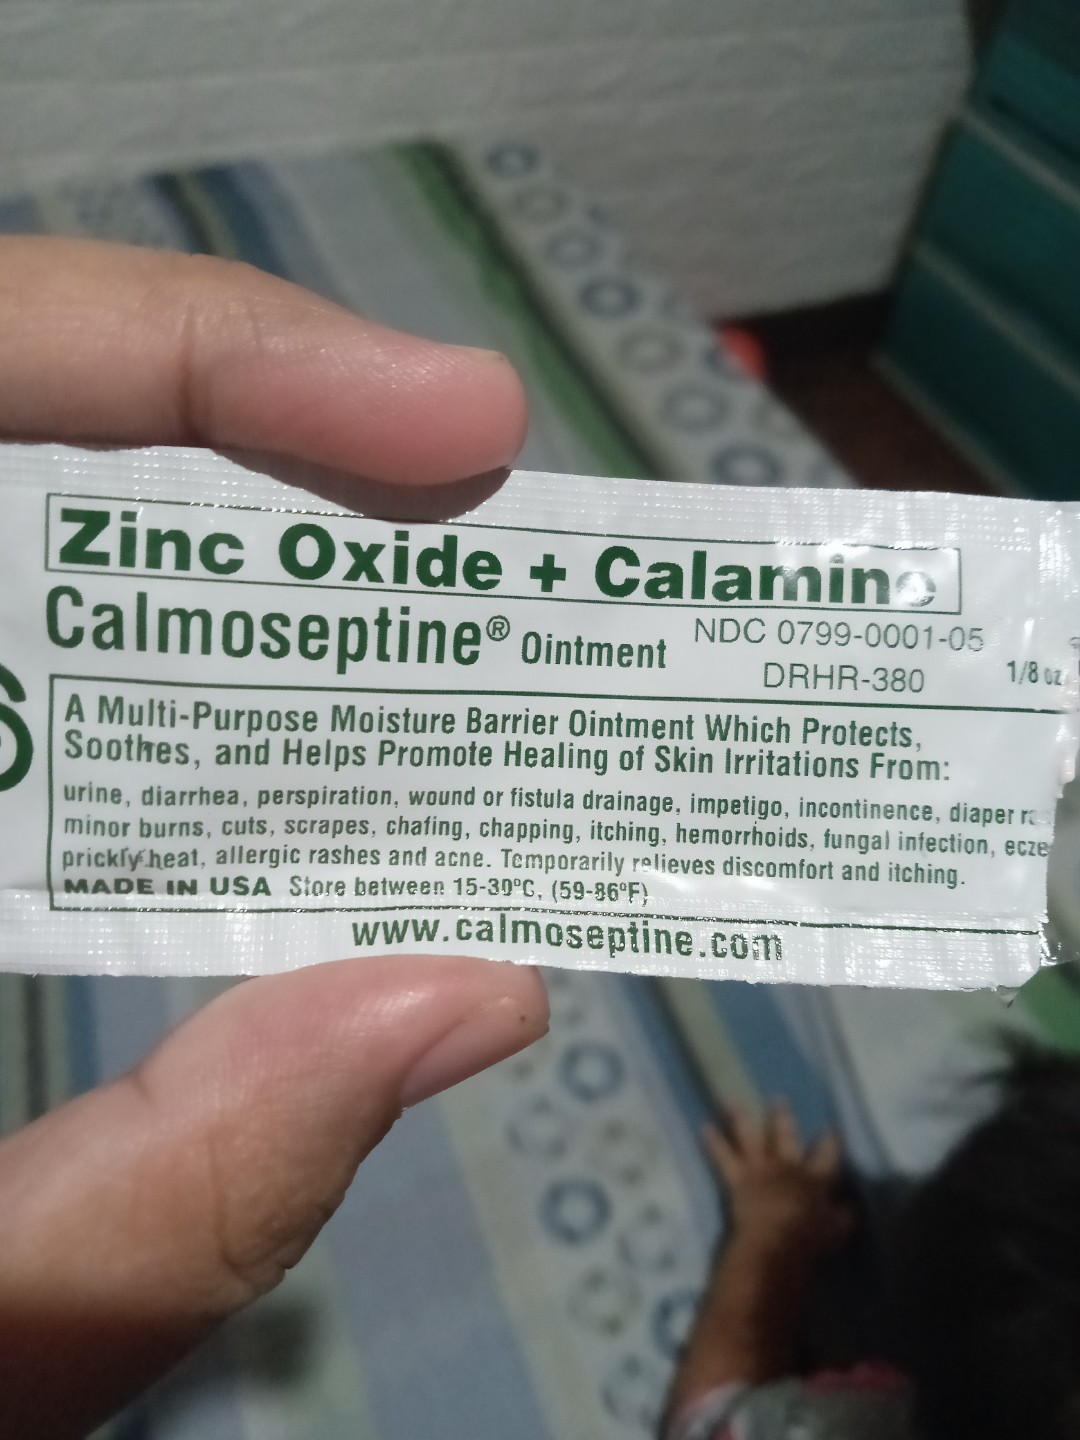 Zinc Oxide + Calamine
Calmoseptine® Ointment
NDC 0799-0001-05
DRHR-380
1/8 oz
A Multi-Purpose Moisture Barrier Ointment Which Protects,
Soothes, and Helps Promote Healing of Skin Irritations From:
urine, diarrhea, perspiration, wound or fistula drainage, impetigo, incontinence, diaper
minor burns, cuts, scrapes, chafing, chapping, itching, hemorrhoids, fungal infection, ecze
prickly heat, allergic rashes and acne. Temporarily relieves discomfort and itching.
MADE IN USA Store between 15-30ºC, (59-86ºF)
www.calmoseptine.com